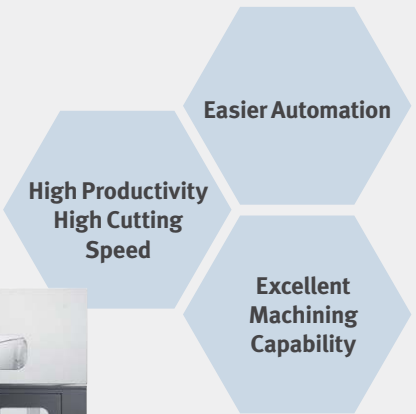 Easier Automation
High Productivity
High Cutting
Speed
Excellent
Machining
Capability